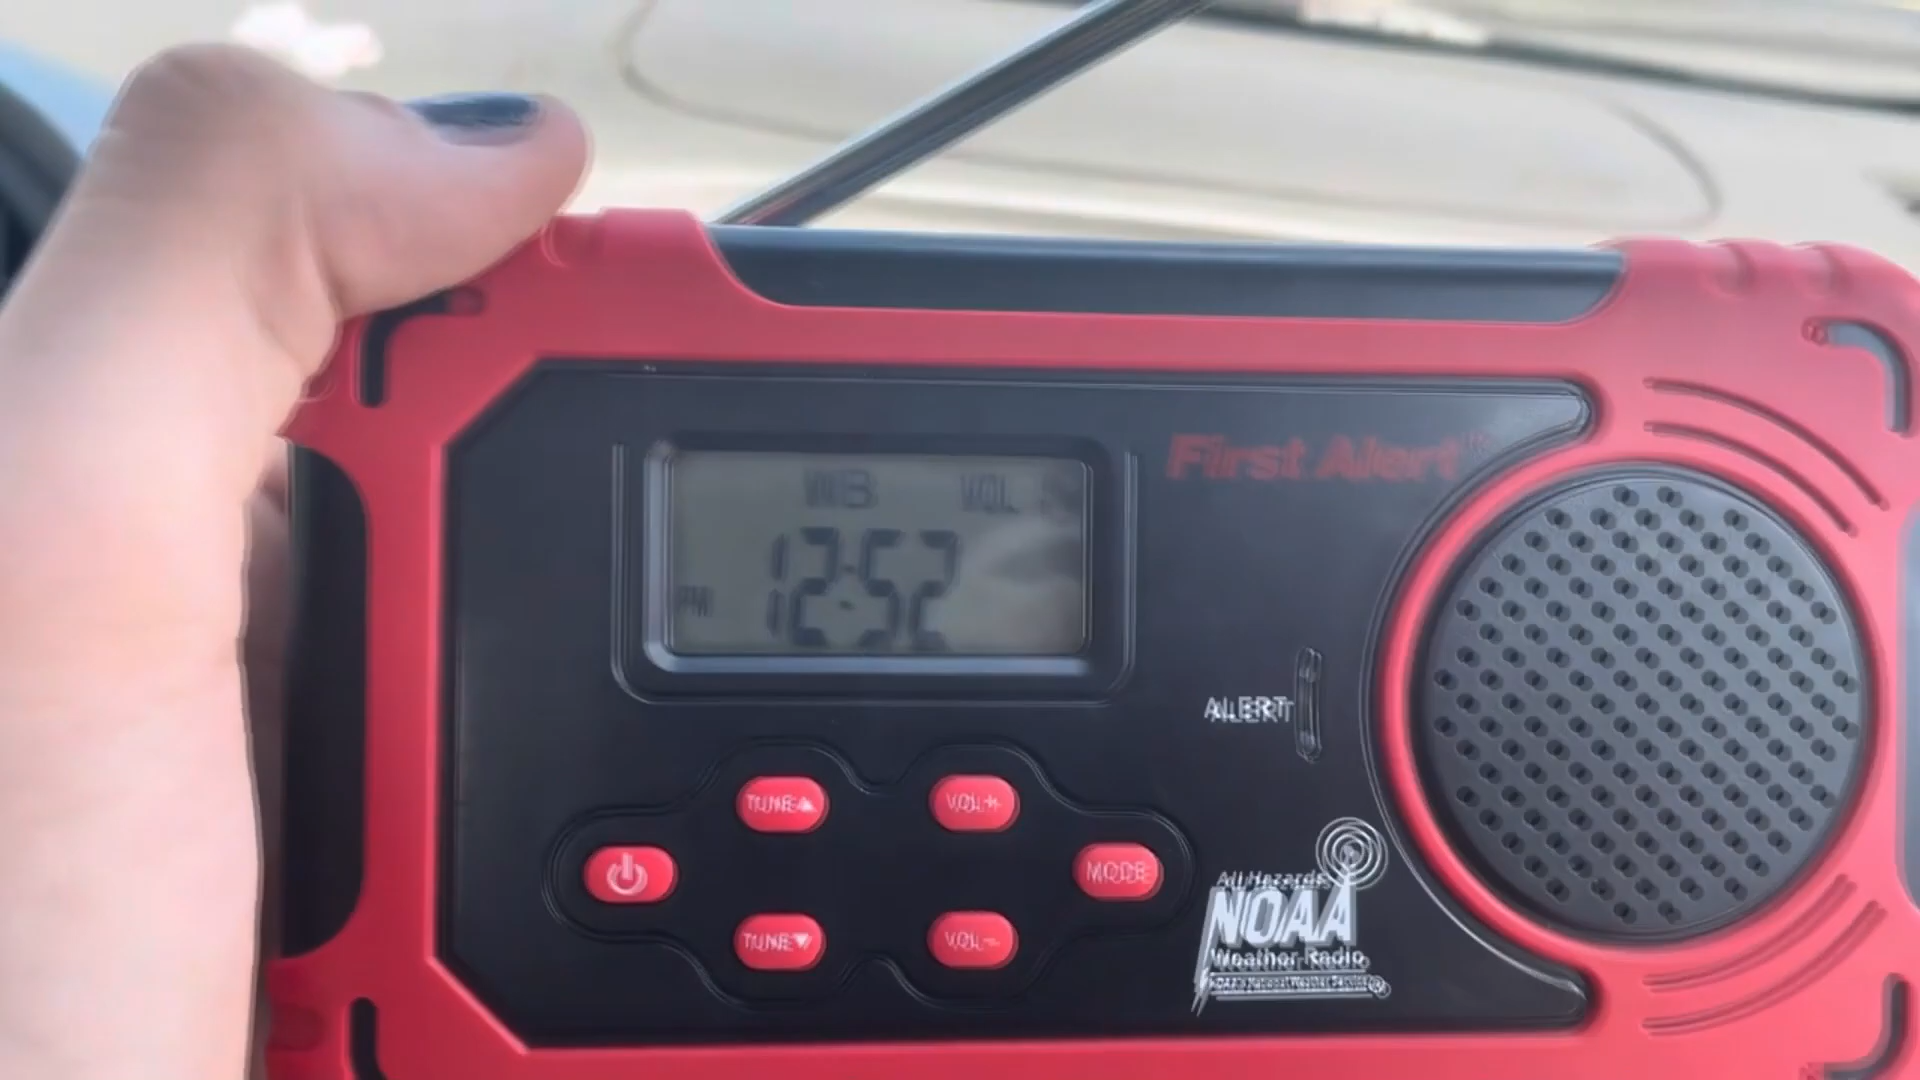 First Alert
WB VOL
PM 12:52
ALERT
TUNE▲ VOL+
MODE
TUNE▼ VOL-
All Hazards
NOAA
Weather Radio